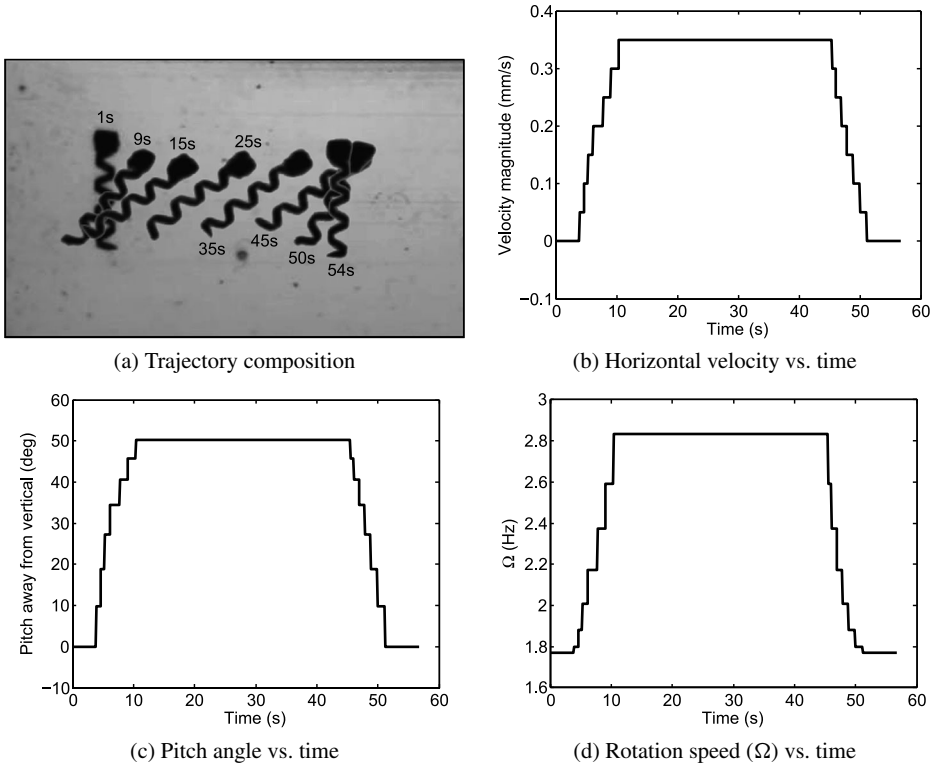 1s
9s
15s
25s
35s
45s
50s
54s
(a) Trajectory composition
0.4
0.3
0.2
0.1
0
−0.1
Velocity magnitude (mm/s)
0 10 20 30 40 50 60
Time (s)
(b) Horizontal velocity vs. time
60
50
40
30
20
10
0
−10
Pitch away from vertical (deg)
0 10 20 30 40 50 60
Time (s)
(c) Pitch angle vs. time
3
2.8
2.6
2.4
2.2
2
1.8
1.6
Ω (Hz)
0 10 20 30 40 50 60
Time (s)
(d) Rotation speed (Ω) vs. time